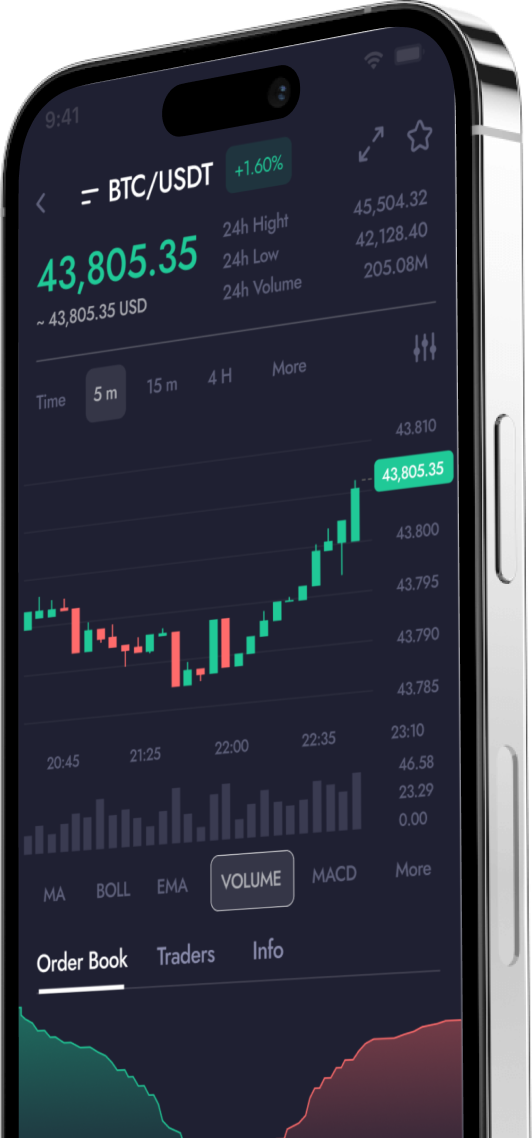 9:41
BTC/USDT +1.60%
43,805.35
~ 43,805.35 USD
24h Hight 45,504.32
24h Low 42,128.40
24h Volume 205.08M
Time 5 m 15 m 4 H More
43.810
43,805.35
43.800
43.795
43.790
43.785
20:45 21:25 22:00 22:35 23:10
46.58
23.29
0.00
MA BOLL EMA VOLUME MACD More
Order Book Traders Info